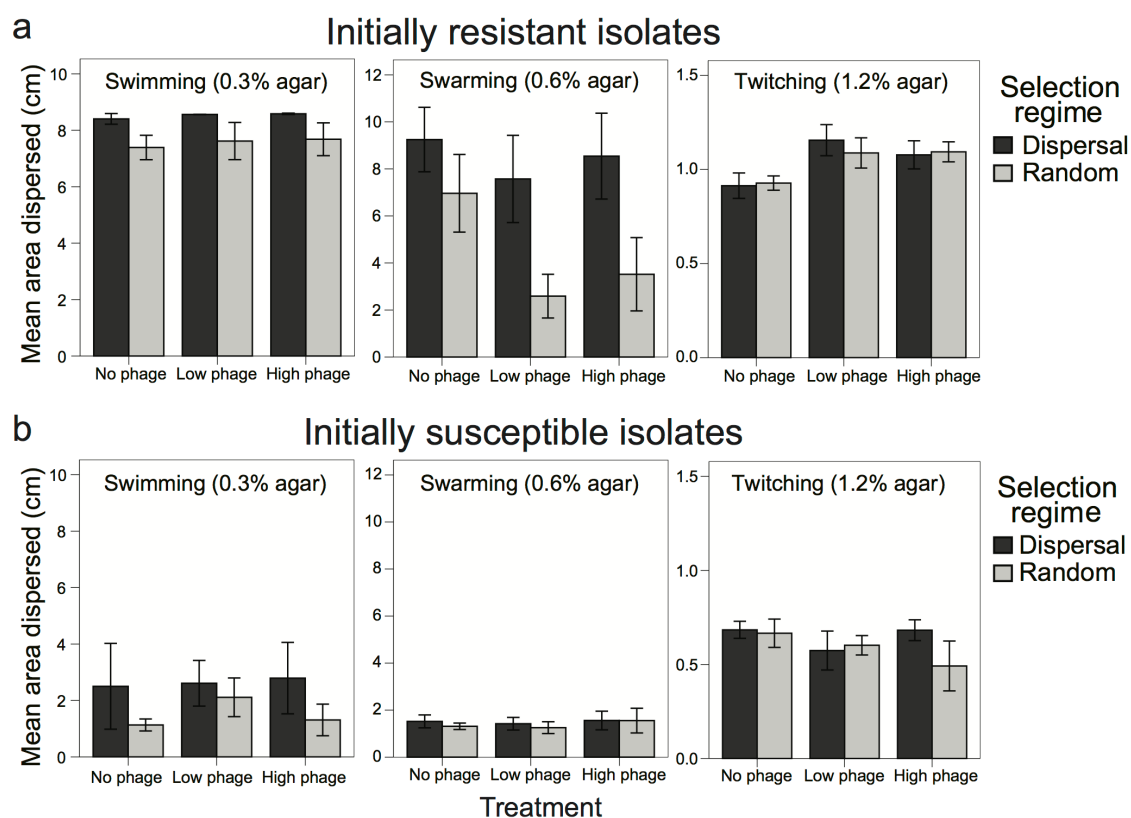 a
Initially resistant isolates
Mean area dispersed (cm)
Swimming (0.3% agar)
10
8
6
4
2
0
No phage Low phage High phage
Swarming (0.6% agar)
12
10
8
6
4
2
0
No phage Low phage High phage
Twitching (1.2% agar)
1.5
1.0
0.5
0.0
No phage Low phage High phage
Selection
regime
Dispersal
Random
b
Initially susceptible isolates
Mean area dispersed (cm)
Swimming (0.3% agar)
10
8
6
4
2
0
No phage Low phage High phage
Swarming (0.6% agar)
12
10
8
6
4
2
0
No phage Low phage High phage
Twitching (1.2% agar)
1.5
1.0
0.5
0.0
No phage Low phage High phage
Selection
regime
Dispersal
Random
Treatment